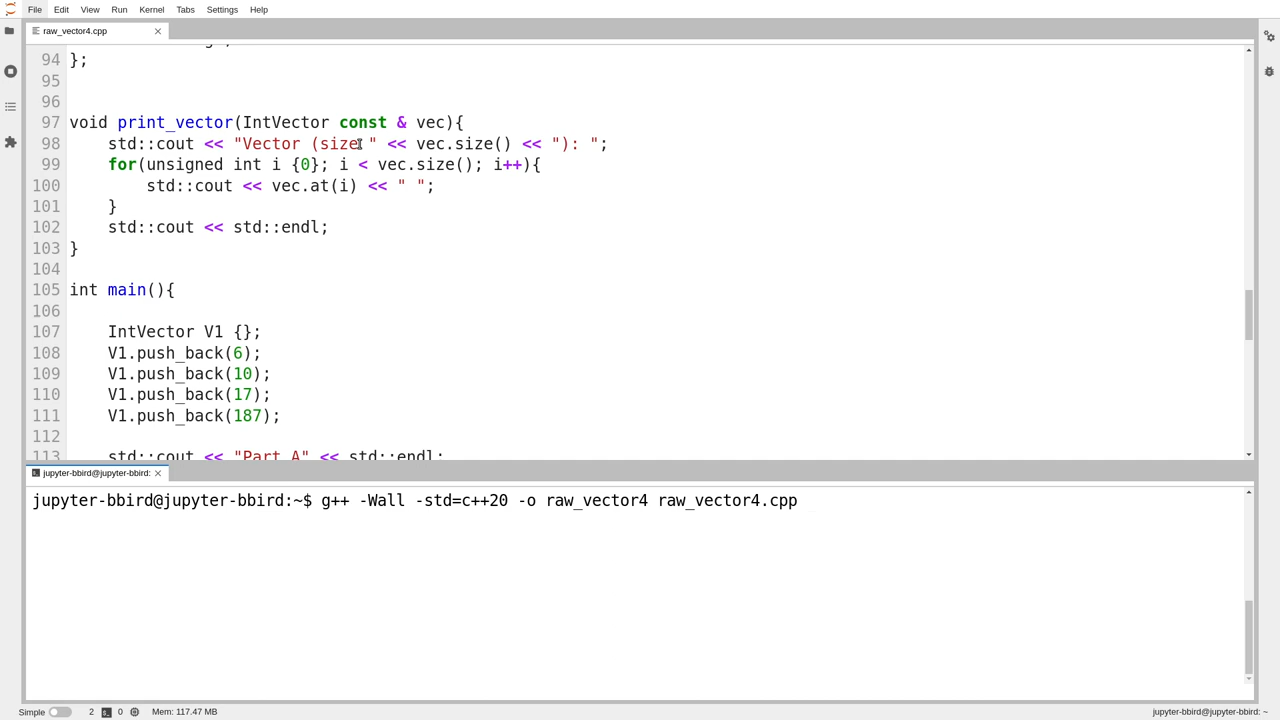 File Edit View Run Kernel Tabs Settings Help
raw_vector4.cpp
94 };
95
96
97 void print_vector(IntVector const & vec){
98 std::cout << "Vector (size " << vec.size() << "): ";
99 for(unsigned int i {0}; i < vec.size(); i++){
100 std::cout << vec.at(i) << " ";
101 }
102 std::cout << std::endl;
103 }
104
105 int main(){
106
107 IntVector V1 {};
108 V1.push_back(6);
109 V1.push_back(10);
110 V1.push_back(17);
111 V1.push_back(187);
112
113 std::cout << "Part A" << std::endl;
jupyter-bbird@jupyter-bbird:
jupyter-bbird@jupyter-bbird:~$ g++ -Wall -std=c++20 -o raw_vector4 raw_vector4.cpp
Simple 2 0 Mem: 117.47 MB jupyter-bbird@jupyter-bbird: ~